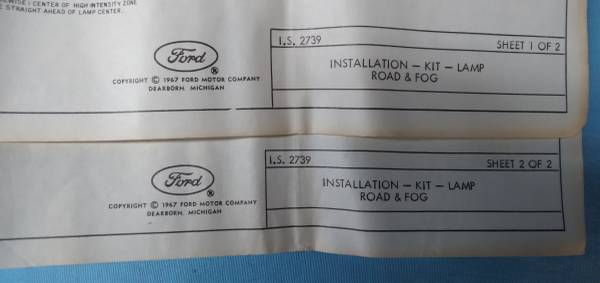 EWISE): CENTER OF HIGH INTENSITY ZONE
E STRAIGHT AHEAD OF LAMP CENTER.
Ford
®
COPYRIGHT © 1967 FORD MOTOR COMPANY
DEARBORN, MICHIGAN
I.S. 2739 SHEET 1 OF 2
INSTALLATION – KIT – LAMP
ROAD & FOG
Ford
®
COPYRIGHT © 1967 FORD MOTOR COMPANY
DEARBORN, MICHIGAN
I.S. 2739 SHEET 2 OF 2
INSTALLATION – KIT – LAMP
ROAD & FOG